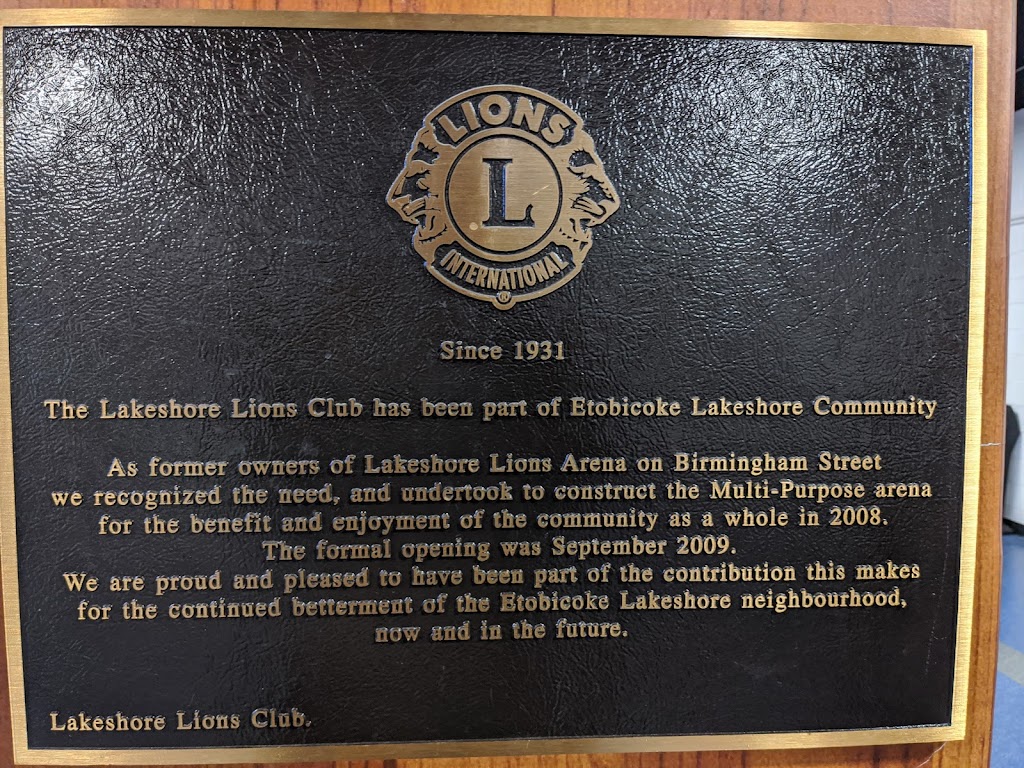 LIONS
L
INTERNATIONAL
®
Since 1931
The Lakeshore Lions Club has been part of Etobicoke Lakeshore Community
As former owners of Lakeshore Lions Arena on Birmingham Street
we recognized the need, and undertook to construct the Multi-Purpose arena
for the benefit and enjoyment of the community as a whole in 2008.
The formal opening was September 2009.
We are proud and pleased to have been part of the contribution this makes
for the continued betterment of the Etobicoke Lakeshore neighbourhood,
now and in the future.
Lakeshore Lions Club.